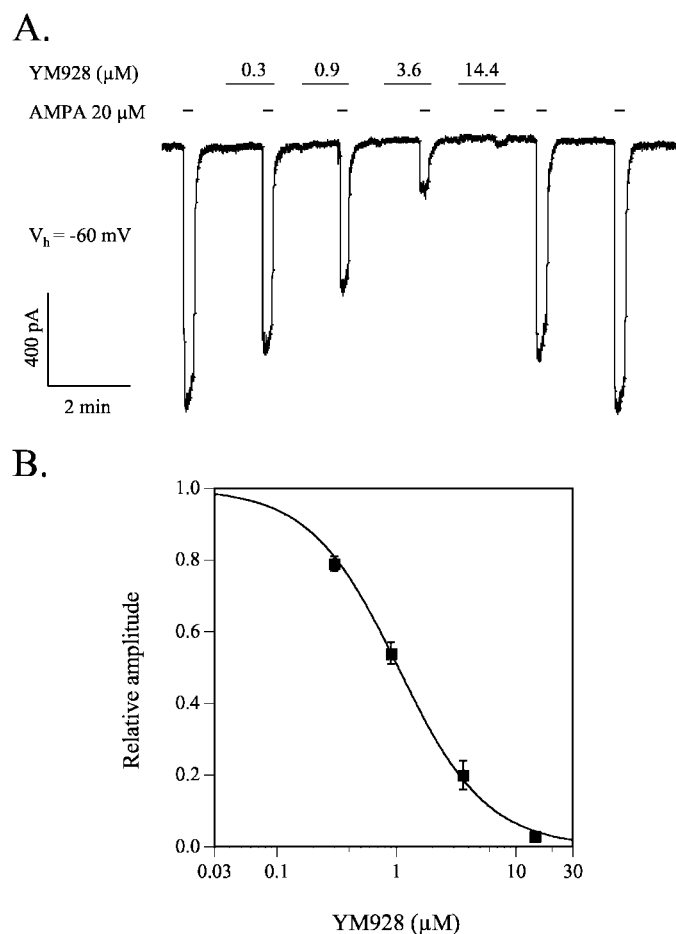 A.
YM928 (µM) 0.3 0.9 3.6 14.4
AMPA 20 µM
Vh = -60 mV
400 pA
2 min
B.
1.0
0.8
0.6
0.4
0.2
0.0
Relative amplitude
0.03 0.1 1 10 30
YM928 (µM)